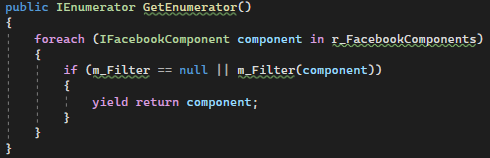 public IEnumerator GetEnumerator()
{
    foreach (IFacebookComponent component in r_FacebookComponents)
    {
        if (m_Filter == null || m_Filter(component))
        {
            yield return component;
        }
    }
}